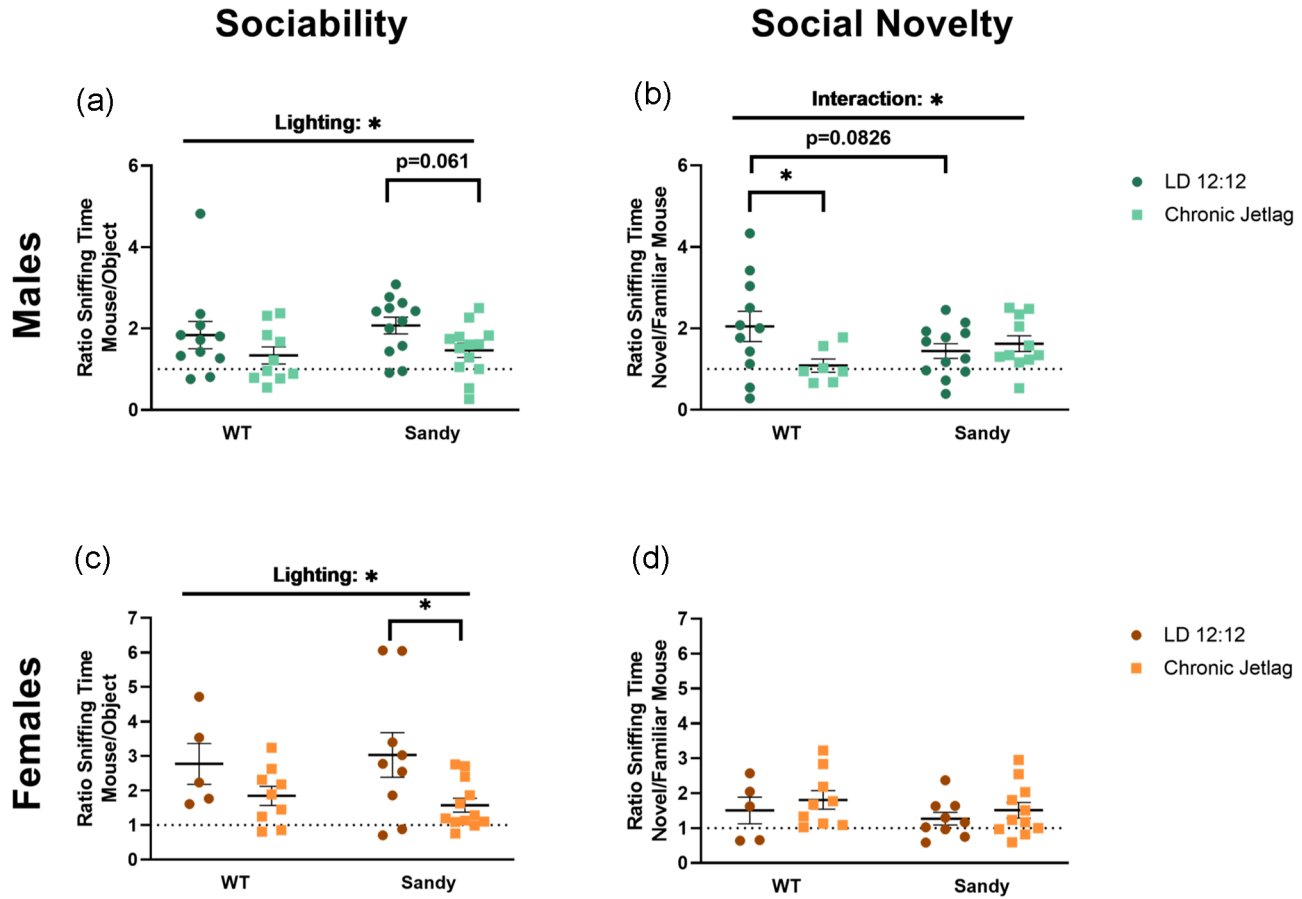 Sociability
Social Novelty
Males
(a)
Lighting: *
p=0.061
Ratio Sniffing Time
Mouse/Object
6
4
2
0
WT
Sandy
(b)
Interaction: *
p=0.0826
*
Ratio Sniffing Time
Novel/Familiar Mouse
6
4
2
0
WT
Sandy
LD 12:12
Chronic Jetlag
Females
(c)
Lighting: *
*
Ratio Sniffing Time
Mouse/Object
7
6
5
4
3
2
1
0
WT
Sandy
(d)
Ratio Sniffing Time
Novel/Familiar Mouse
7
6
5
4
3
2
1
0
WT
Sandy
LD 12:12
Chronic Jetlag